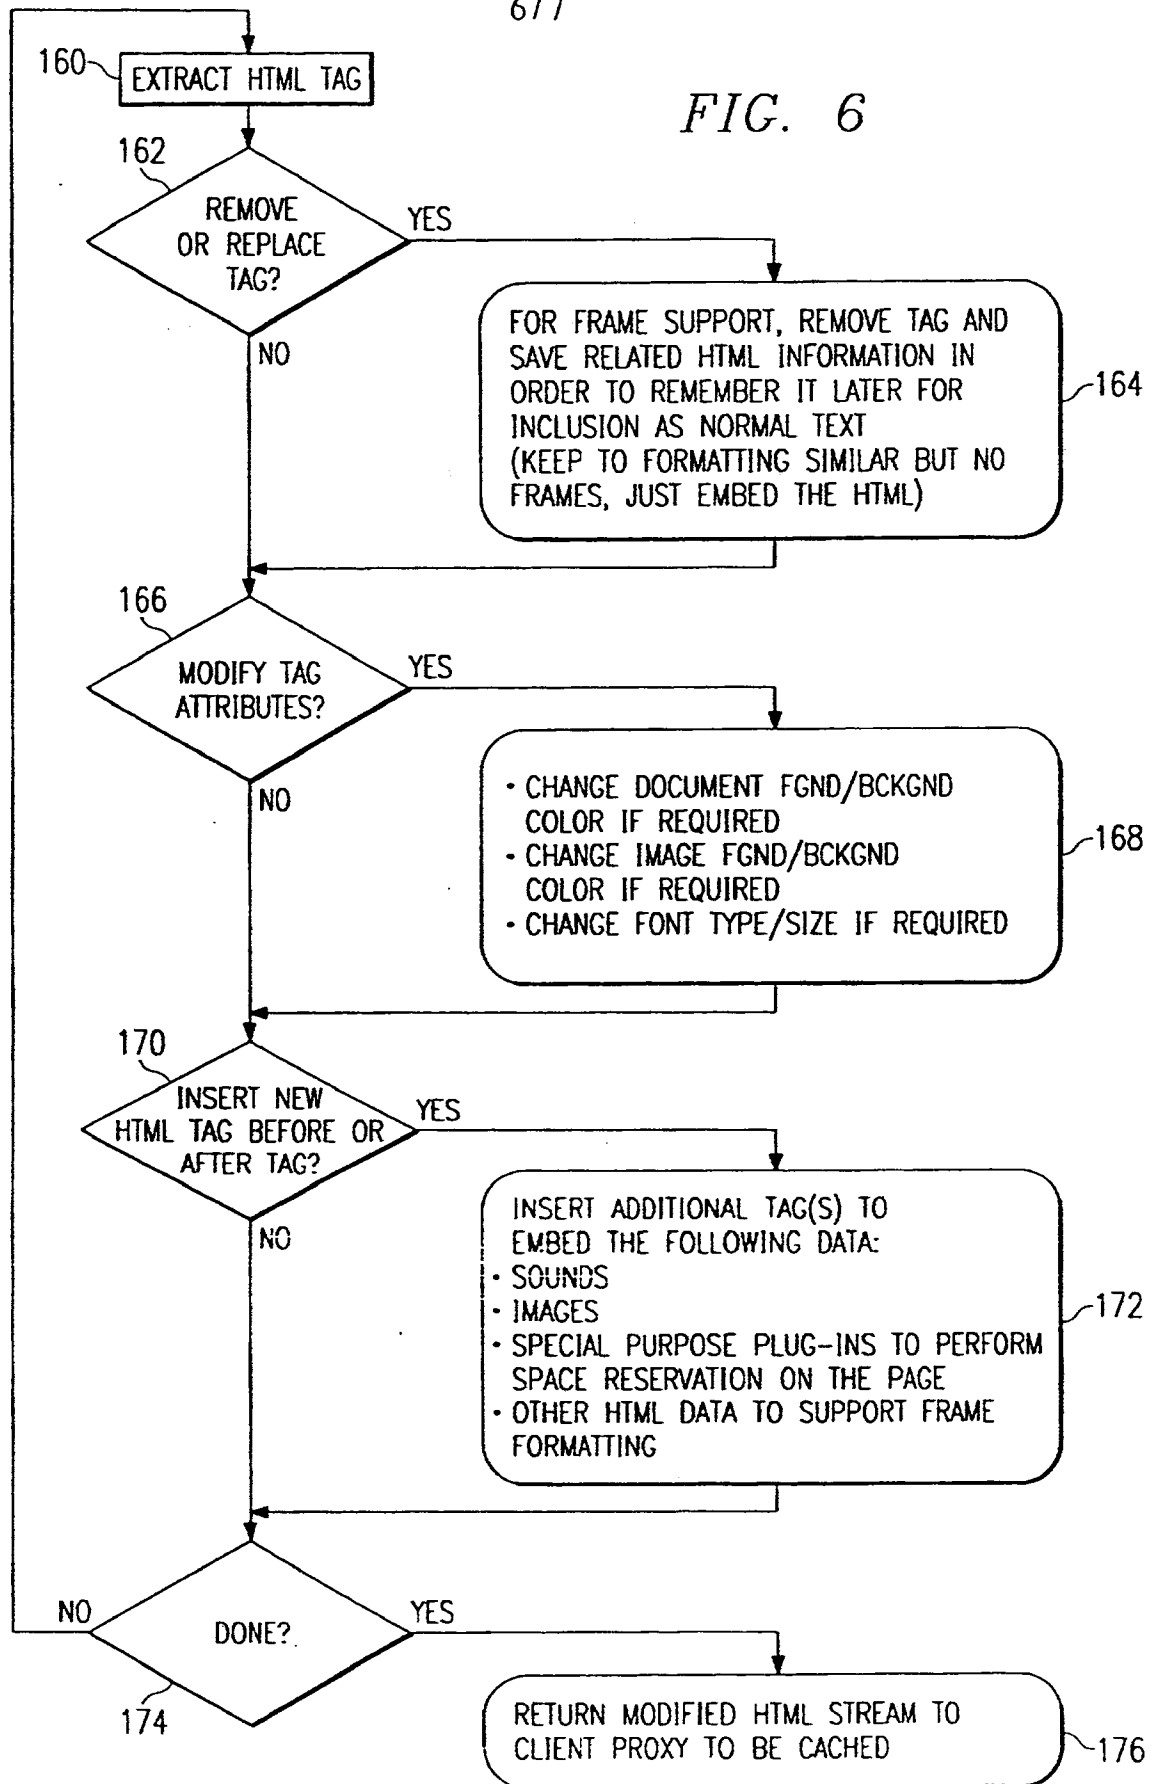 677
160
EXTRACT HTML TAG
FIG. 6
162
REMOVE
OR REPLACE
TAG?
YES
NO
FOR FRAME SUPPORT, REMOVE TAG AND
SAVE RELATED HTML INFORMATION IN
ORDER TO REMEMBER IT LATER FOR
INCLUSION AS NORMAL TEXT
(KEEP TO FORMATTING SIMILAR BUT NO
FRAMES, JUST EMBED THE HTML)
164
166
MODIFY TAG
ATTRIBUTES?
YES
NO
• CHANGE DOCUMENT FGND/BCKGND
COLOR IF REQUIRED
• CHANGE IMAGE FGND/BCKGND
COLOR IF REQUIRED
• CHANGE FONT TYPE/SIZE IF REQUIRED
168
170
INSERT NEW
HTML TAG BEFORE OR
AFTER TAG?
YES
NO
INSERT ADDITIONAL TAG(S) TO
EMBED THE FOLLOWING DATA:
• SOUNDS
• IMAGES
• SPECIAL PURPOSE PLUG-INS TO PERFORM
SPACE RESERVATION ON THE PAGE
• OTHER HTML DATA TO SUPPORT FRAME
FORMATTING
172
NO
DONE?
YES
174
RETURN MODIFIED HTML STREAM TO
CLIENT PROXY TO BE CACHED
176